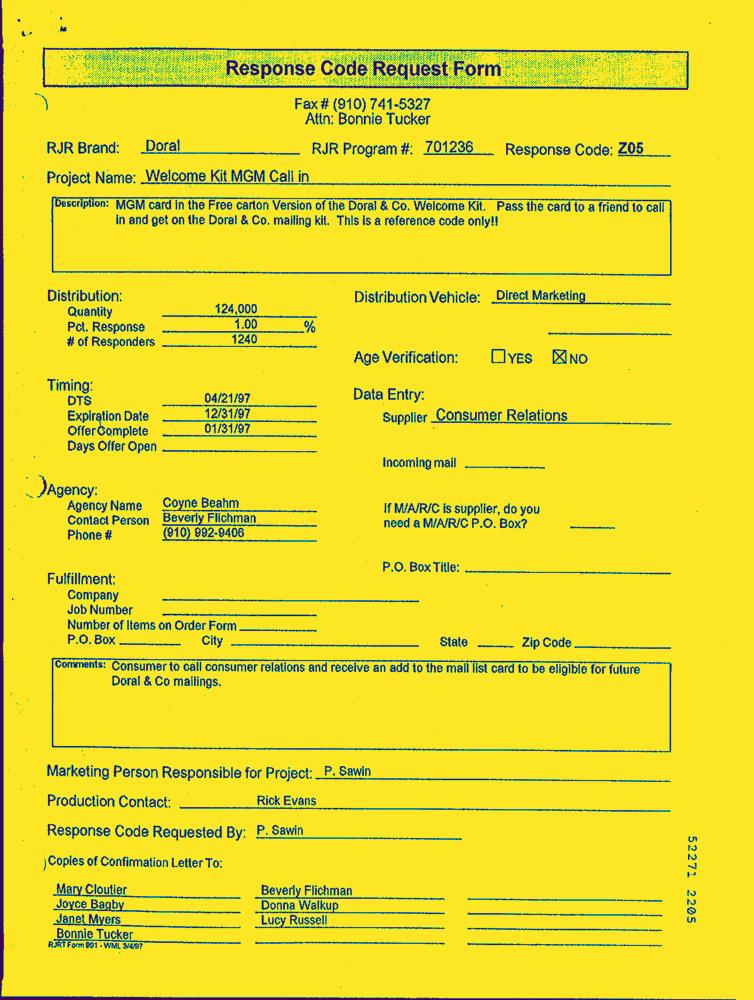 Response Code Request Form
Fax # (910) 741-5327
Attn: Bonnie Tucker
RJR Brand: Doral RJR Program #: 701236 Response Code: Z05
Project Name: Welcome Kit MGM Call in
Description: MGM card in the Free carton Version of the Doral & Co. Welcome Kit. Pass the card to a friend to call
in and get on the Doral & Co. mailing kit. This is a reference code only!!
Distribution: Distribution Vehicle: Direct Marketing
Quantity 124,000
Pct. Response 1.00 %
# of Responders 1240
Age Verification: ☐ YES ☒ NO
Timing: Data Entry:
DTS 04/21/97
Expiration Date 12/31/97 Supplier Consumer Relations
Offer Complete 01/31/97
Days Offer Open
Incoming mail
Agency:
Agency Name Coyne Beahm If M/A/R/C is supplier, do you
Contact Person Beverly Flichman need a M/A/R/C P.O. Box?
Phone # (910) 992-9406
P.O. Box Title:
Fulfillment:
Company
Job Number
Number of Items on Order Form
P.O. Box City State Zip Code
Comments: Consumer to call consumer relations and receive an add to the mail list card to be eligible for future
Doral & Co mailings.
Marketing Person Responsible for Project: P. Sawin
Production Contact: Rick Evans
Response Code Requested By: P. Sawin
Copies of Confirmation Letter To:
Mary Cloutier Beverly Flichman
Joyce Bagby Donna Walkup
Janet Myers Lucy Russell
Bonnie Tucker
RJRT Form 991 - WML 3/4/97
52271 2205